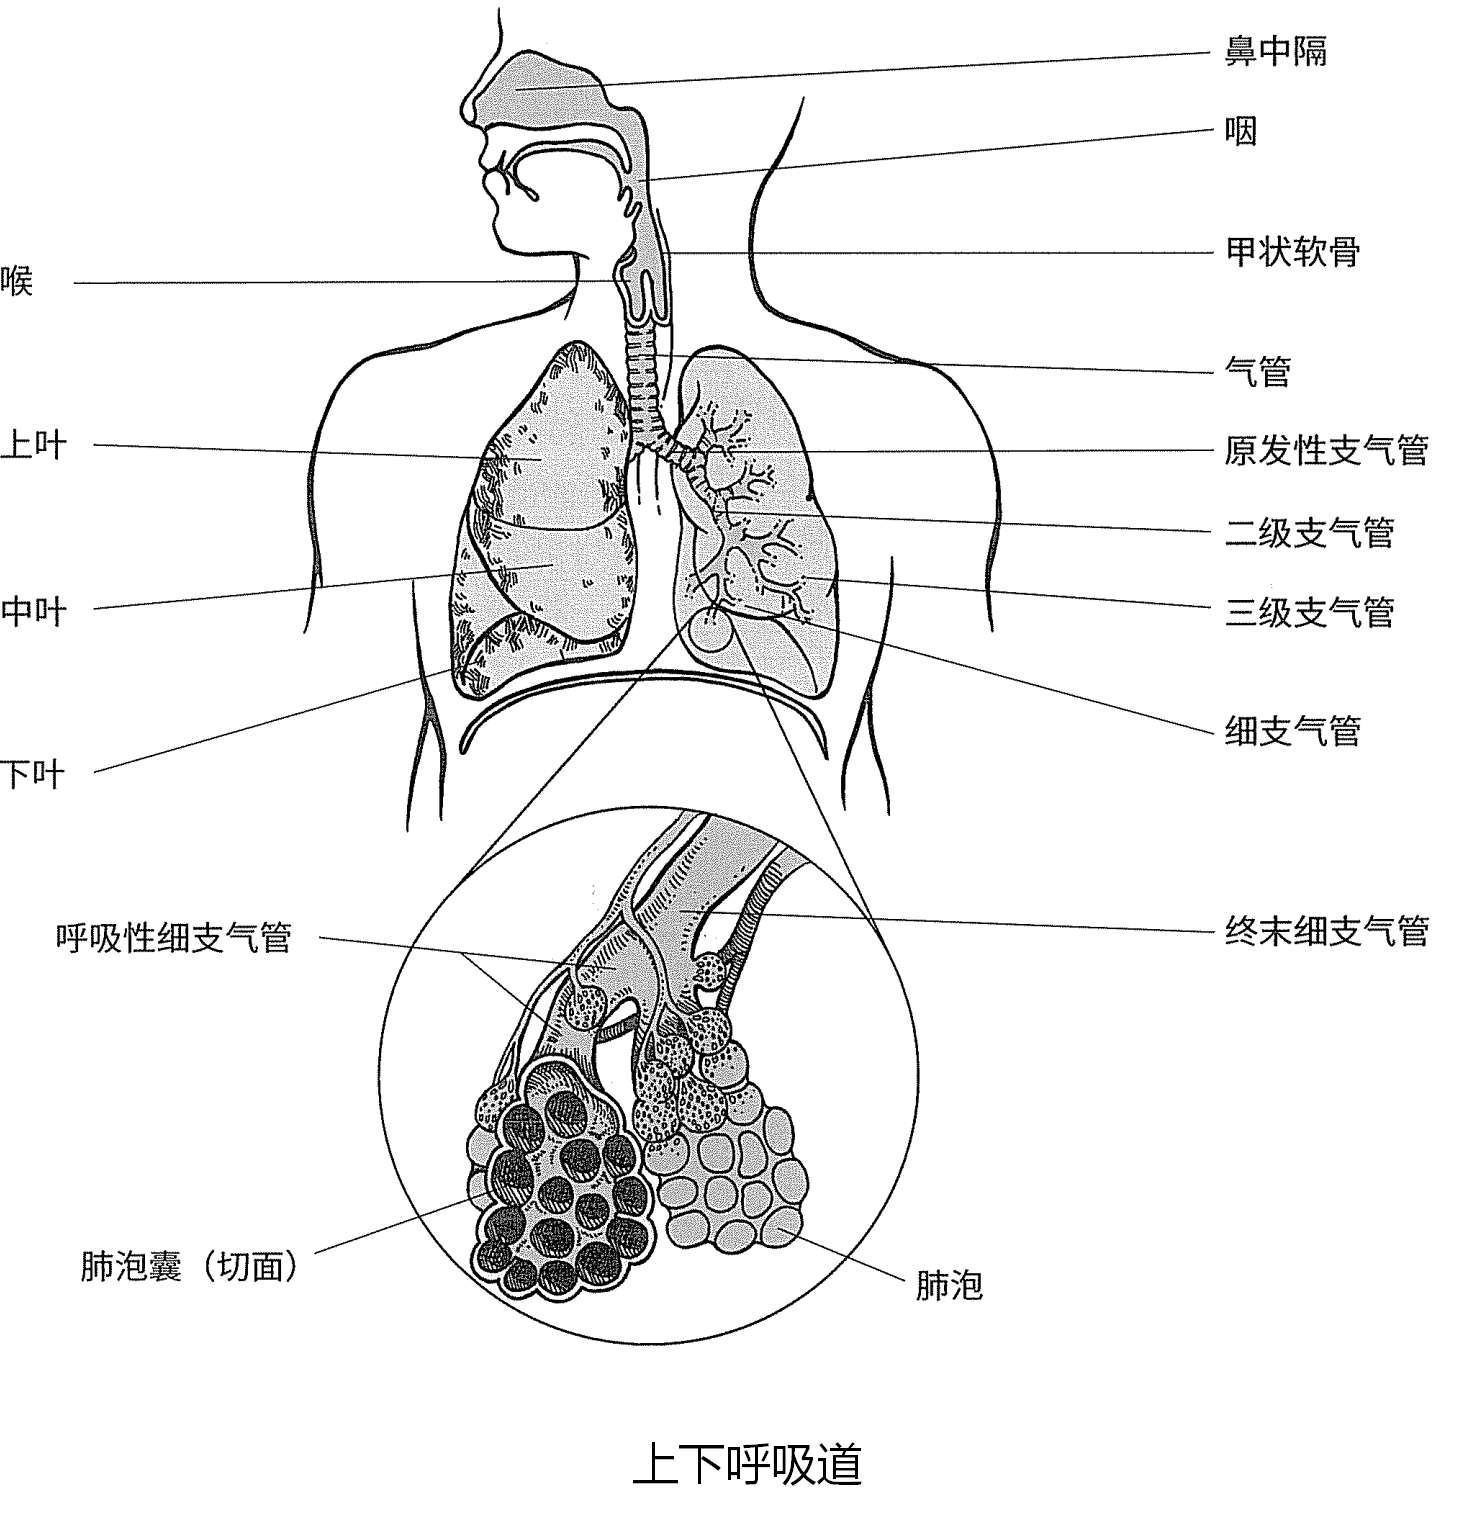 鼻中隔
咽
甲状软骨
喉
气管
上叶
原发性支气管
二级支气管
中叶
三级支气管
细支气管
下叶
呼吸性细支气管
终末细支气管
肺泡囊（切面）
肺泡
上下呼吸道